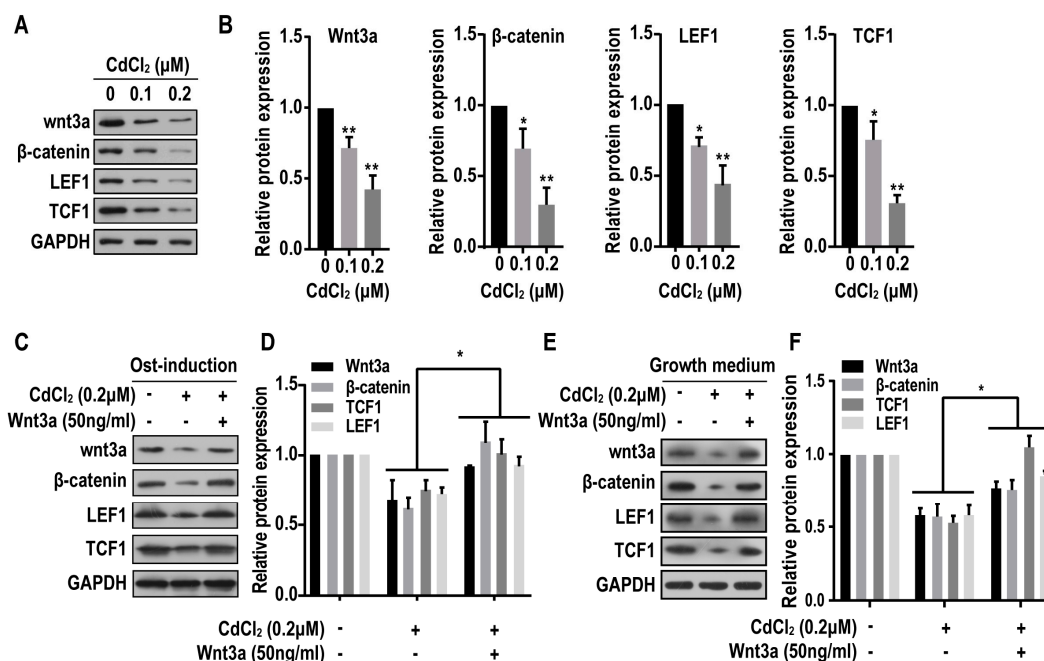 A
CdCl₂ (μM)
0 0.1 0.2
wnt3a
β-catenin
LEF1
TCF1
GAPDH
B
Relative protein expression
1.5
1.0
0.5
0.0
Wnt3a
**
**
0 0.1 0.2
CdCl₂ (μM)
Relative protein expression
1.5
1.0
0.5
0.0
β-catenin
*
**
0 0.1 0.2
CdCl₂ (μM)
Relative protein expression
1.5
1.0
0.5
0.0
LEF1
*
**
0 0.1 0.2
CdCl₂ (μM)
Relative protein expression
1.5
1.0
0.5
0.0
TCF1
*
**
0 0.1 0.2
CdCl₂ (μM)
C
Ost-induction
CdCl₂ (0.2μM) - + +
Wnt3a (50ng/ml) - - +
wnt3a
β-catenin
LEF1
TCF1
GAPDH
D
Relative protein expression
1.5
1.0
0.5
0.0
Wnt3a
β-catenin
TCF1
LEF1
*
CdCl₂ (0.2μM) - + +
Wnt3a (50ng/ml) - - +
E
Growth medium
CdCl₂ (0.2μM) - + +
Wnt3a (50ng/ml) - - +
wnt3a
β-catenin
LEF1
TCF1
GAPDH
F
Relative protein expression
1.5
1.0
0.5
0.0
Wnt3a
β-catenin
TCF1
LEF1
*
CdCl₂ (0.2μM) - + +
Wnt3a (50ng/ml) - - +